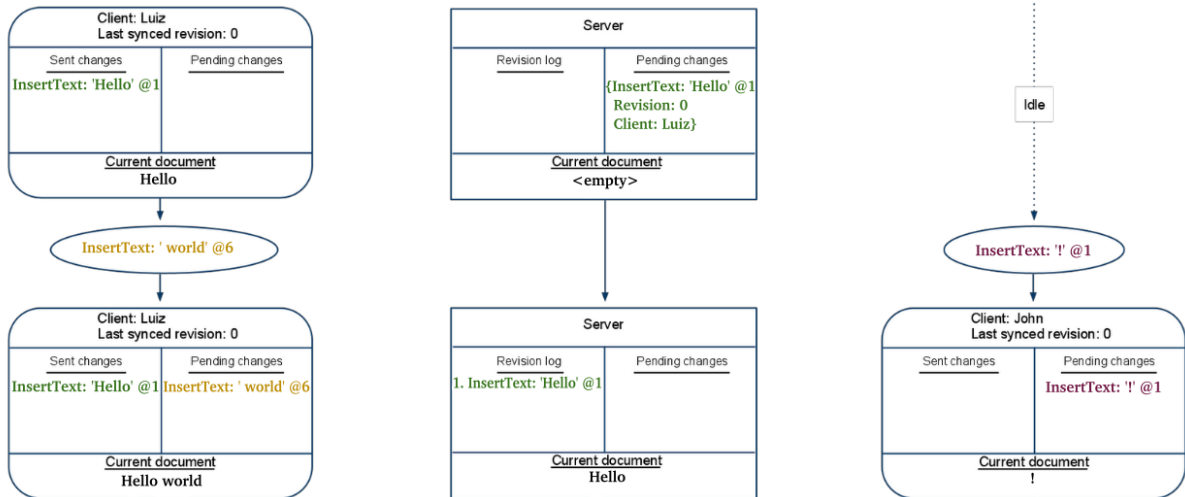 Client: Luiz
Last synced revision: 0
Sent changes
Pending changes
InsertText: 'Hello' @1
Current document
Hello
Server
Revision log
Pending changes
{InsertText: 'Hello' @1
Revision: 0
Client: Luiz}
Current document
<empty>
Idle
InsertText: ' world' @6
InsertText: '!' @1
Client: Luiz
Last synced revision: 0
Sent changes
Pending changes
InsertText: 'Hello' @1
InsertText: ' world' @6
Current document
Hello world
Server
Revision log
Pending changes
1. InsertText: 'Hello' @1
Current document
Hello
Client: John
Last synced revision: 0
Sent changes
Pending changes
InsertText: '!' @1
Current document
!